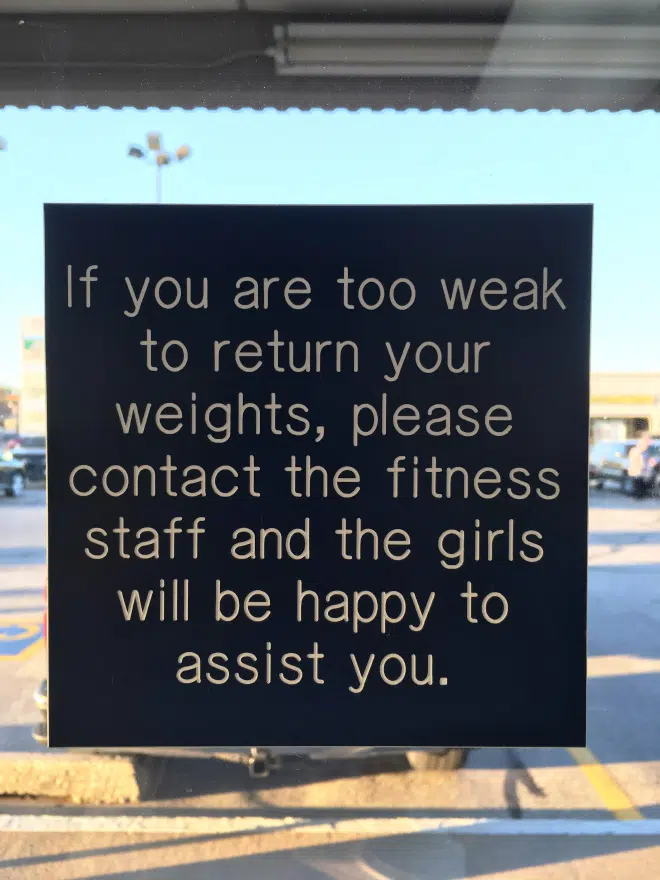 If you are too weak
to return your
weights, please
contact the fitness
staff and the girls
will be happy to
assist you.